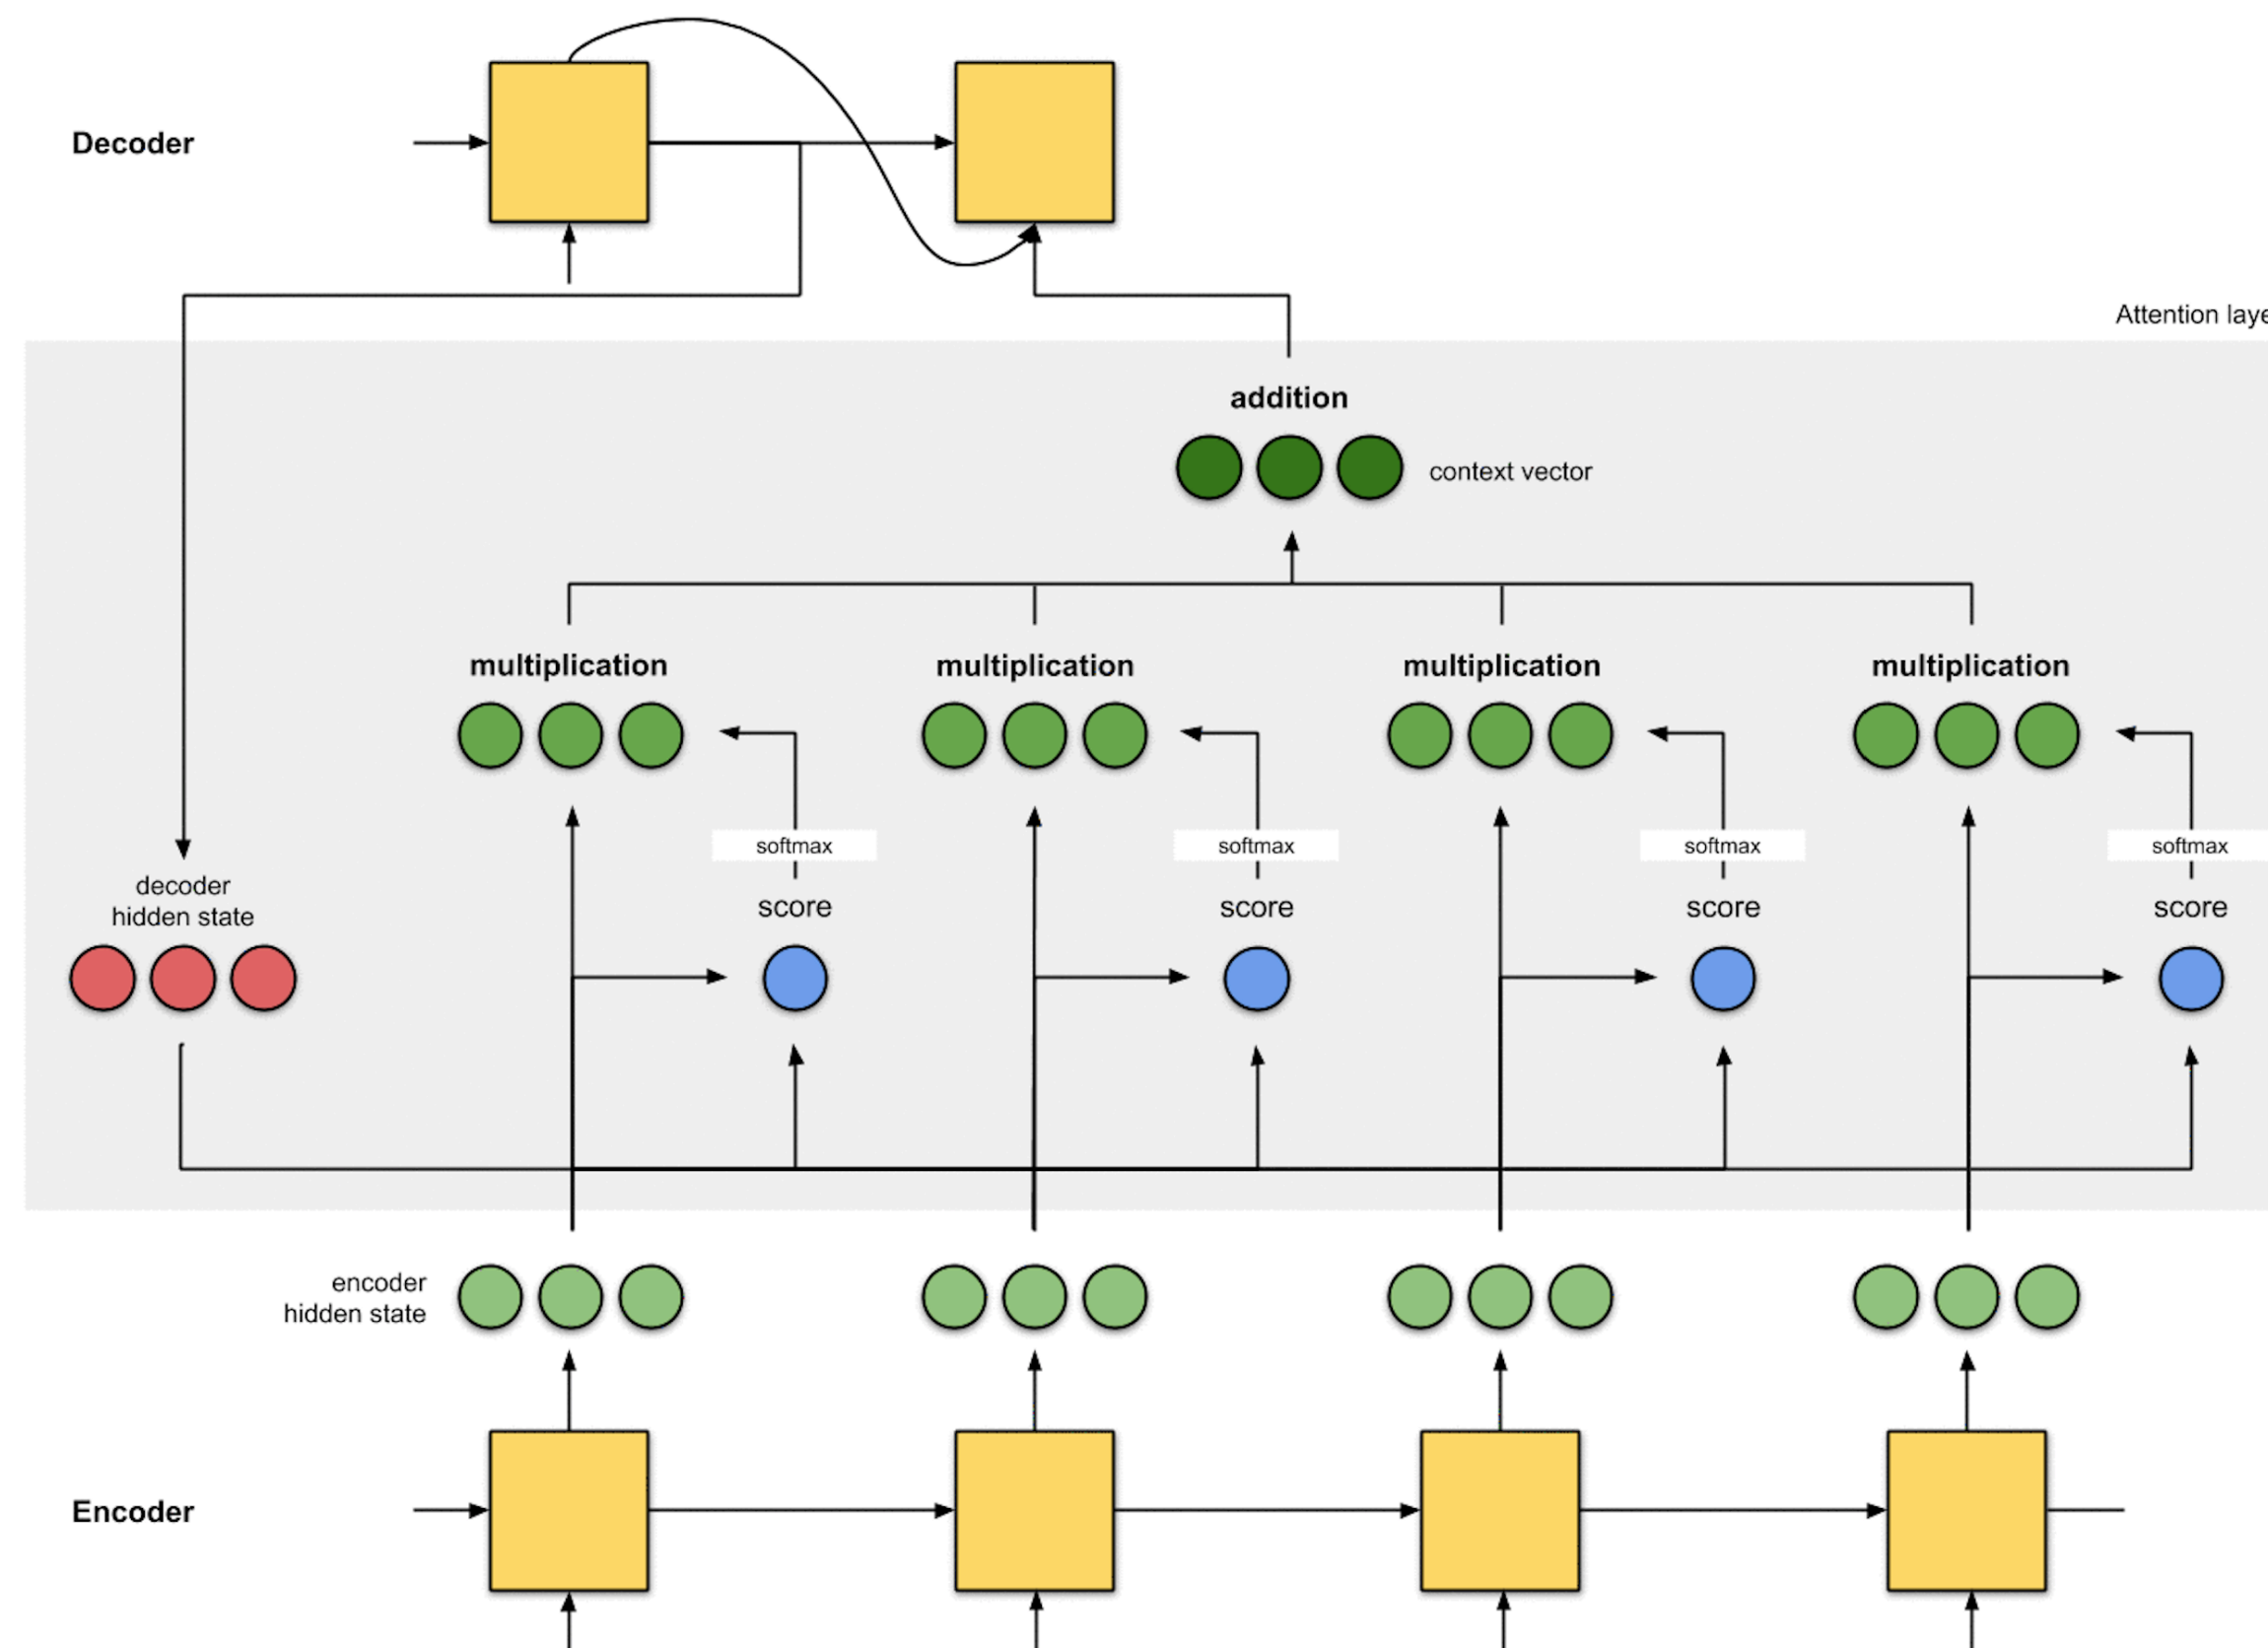 Decoder
Attention laye
addition
context vector
multiplication multiplication multiplication multiplication
softmax softmax softmax softmax
decoder
hidden state
score score score score
encoder
hidden state
Encoder